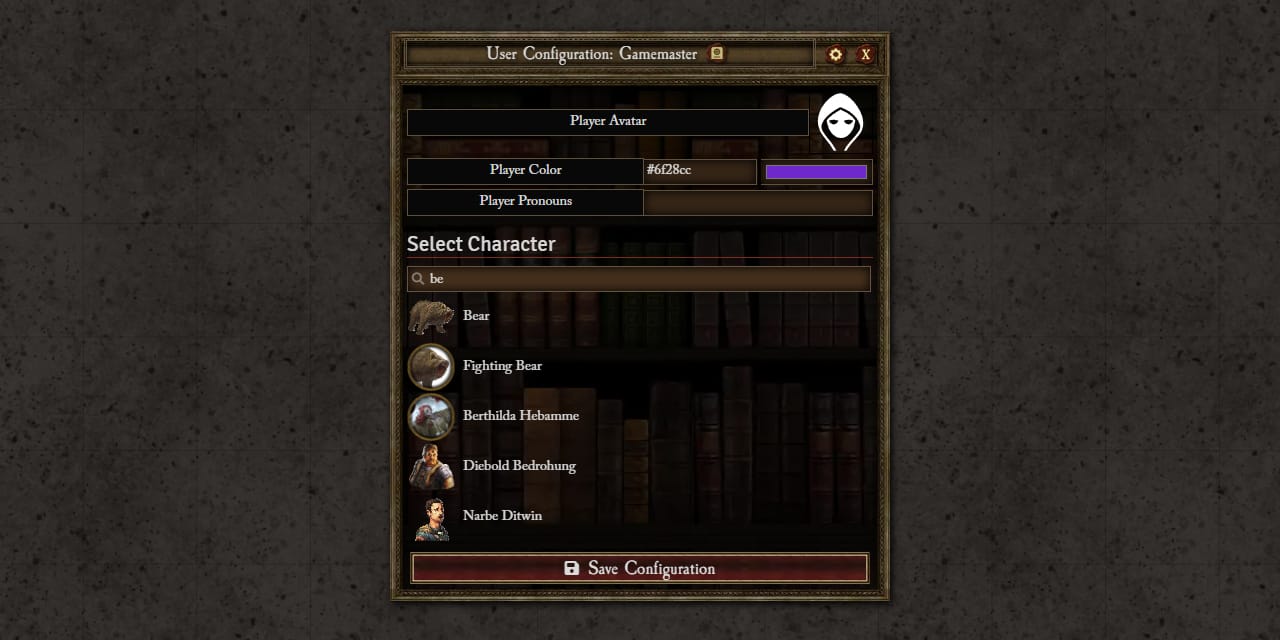 User Configuration: Gamemaster
X
Player Avatar
Player Color #6f28cc
Player Pronouns
Select Character
be
Bear
Fighting Bear
Berthilda Hebamme
Diebold Bedrohung
Narbe Ditwin
Save Configuration